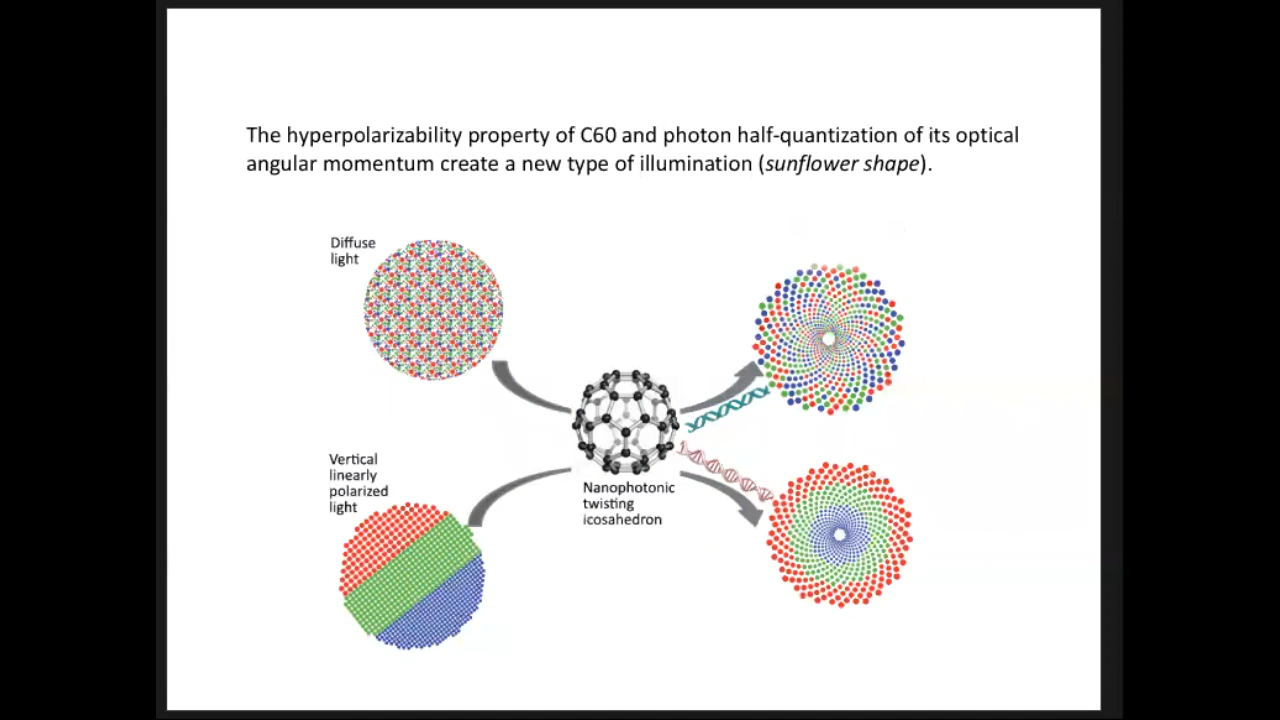 The hyperpolarizability property of C60 and photon half-quantization of its optical
angular momentum create a new type of illumination (sunflower shape).
Diffuse
light
Vertical
linearly
polarized
light
Nanophotonic
twisting
icosahedron